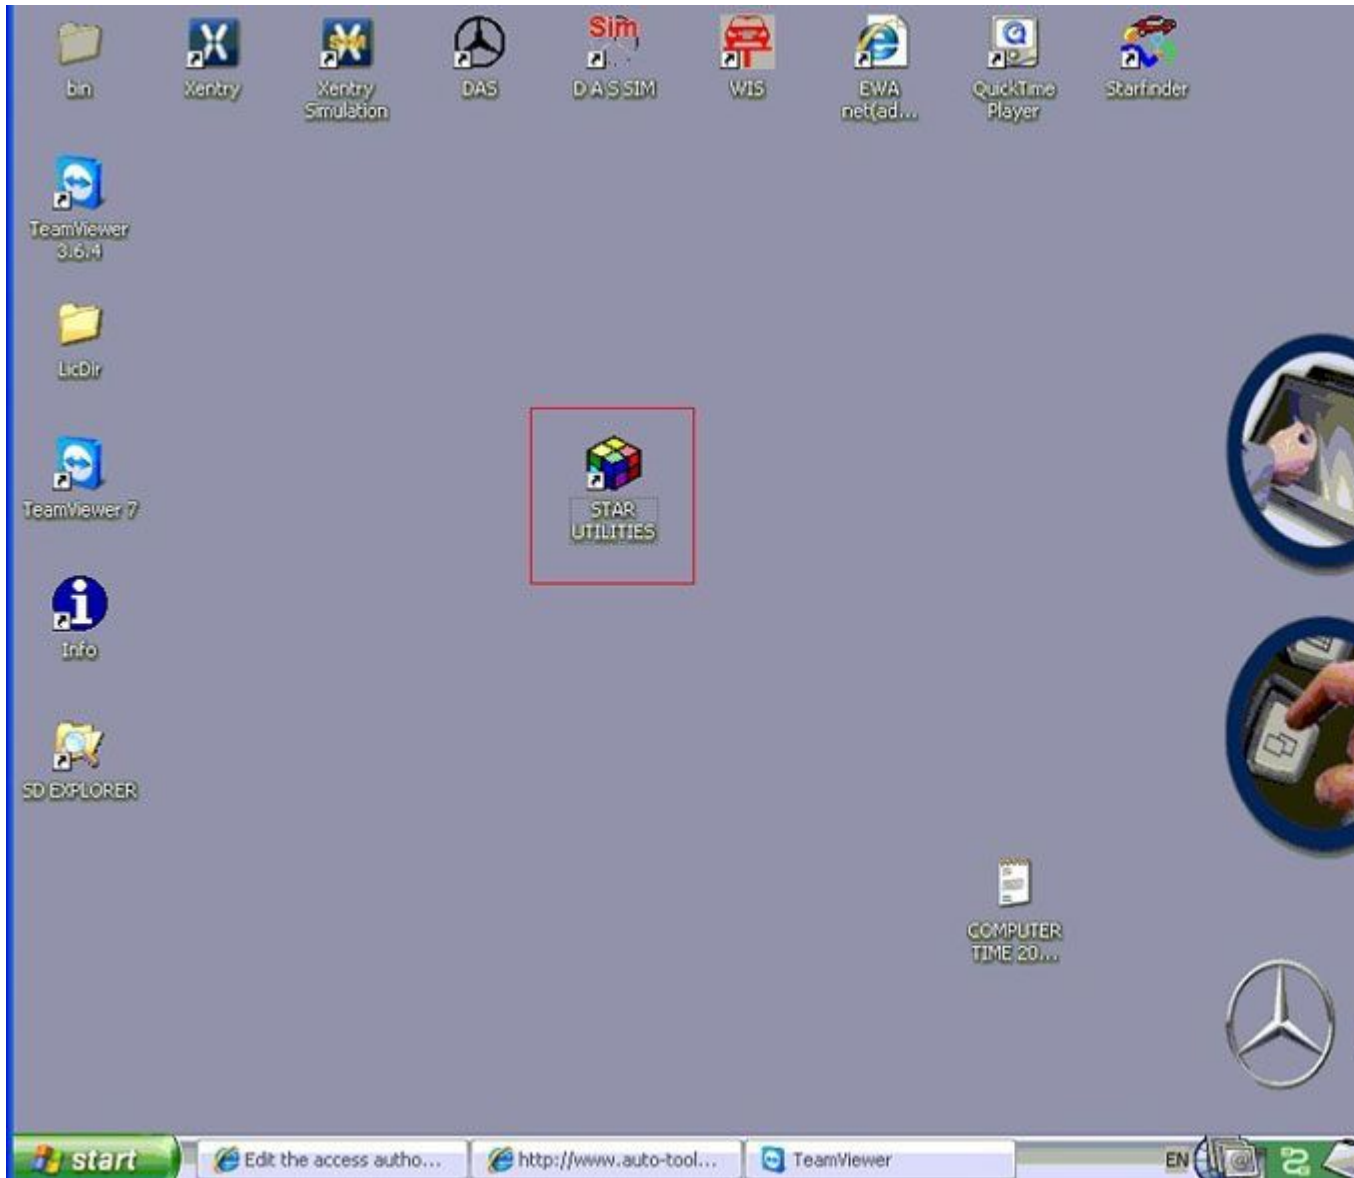 Sim
bin
Xentry
Xentry
Simulation
DAS
D A S SIM
WIS
EWA
net(ad...
QuickTime
Player
Starfinder
TeamViewer
3.6.4
LicDir
STAR
UTILITIES
TeamViewer 7
Info
SD EXPLORER
COMPUTER
TIME 20...
start
Edit the access autho...
http://www.auto-tool...
TeamViewer
EN